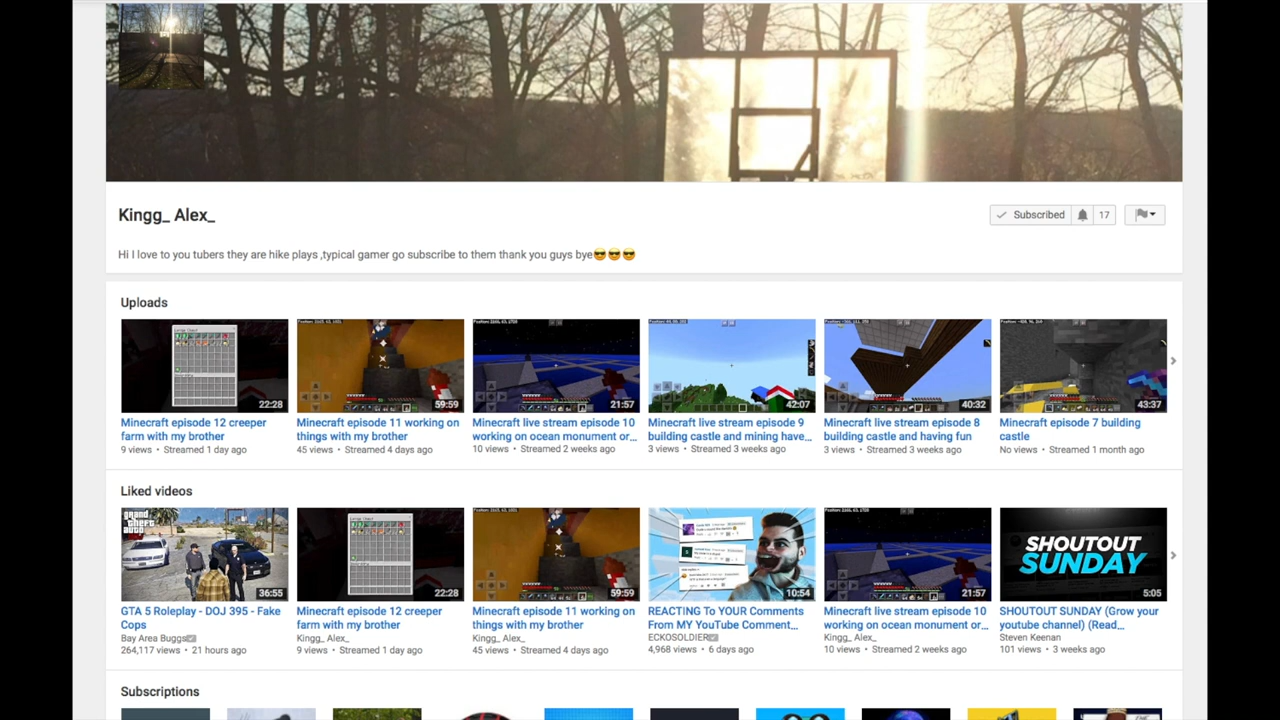 Kingg_ Alex_
Subscribed 17
Hi I love to you tubers they are hike plays ,typical gamer go subscribe to them thank you guys bye😎😎😎
Uploads
22:28
59:59
21:57
42:07
40:32
43:37
Minecraft episode 12 creeper
farm with my brother
9 views • Streamed 1 day ago
Minecraft episode 11 working on
things with my brother
45 views • Streamed 4 days ago
Minecraft live stream episode 10
working on ocean monument or...
10 views • Streamed 2 weeks ago
Minecraft live stream episode 9
building castle and mining have...
3 views • Streamed 3 weeks ago
Minecraft live stream episode 8
building castle and having fun
3 views • Streamed 3 weeks ago
Minecraft episode 7 building
castle
No views • Streamed 1 month ago
Liked videos
grand
theft
auto
36:55
22:28
59:59
10:54
21:57
SHOUTOUT
SUNDAY
5:05
GTA 5 Roleplay - DOJ 395 - Fake
Cops
Bay Area Buggs
264,117 views • 21 hours ago
Minecraft episode 12 creeper
farm with my brother
Kingg_ Alex_
9 views • Streamed 1 day ago
Minecraft episode 11 working on
things with my brother
Kingg_ Alex_
45 views • Streamed 4 days ago
REACTING To YOUR Comments
From MY YouTube Comment...
ECKOSOLDIER
4,968 views • 6 days ago
Minecraft live stream episode 10
working on ocean monument or...
Kingg_ Alex_
10 views • Streamed 2 weeks ago
SHOUTOUT SUNDAY (Grow your
youtube channel) (Read...
Steven Keenan
101 views • 3 weeks ago
Subscriptions